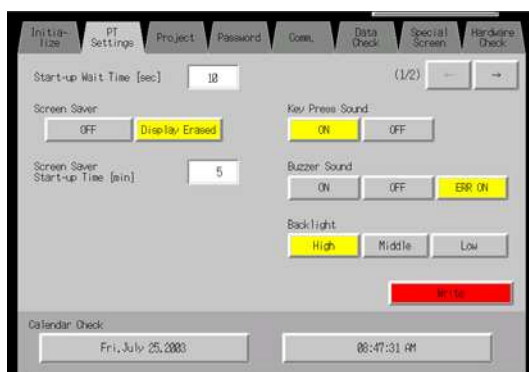 Initia-
lize
PT
Settings
Project
Password
Comm.
Data
Check
Special
Screen
Hardware
Check
Start-up Wait Time [sec]
10
(1/2)
←
→
Screen Saver
OFF
Display Erased
Key Press Sound
ON
OFF
Screen Saver
Start-up Time [min]
5
Buzzer Sound
ON
OFF
ERR ON
Backlight
High
Middle
Low
Write
Calendar Check
Fri,July 25,2003
08:47:31 AM